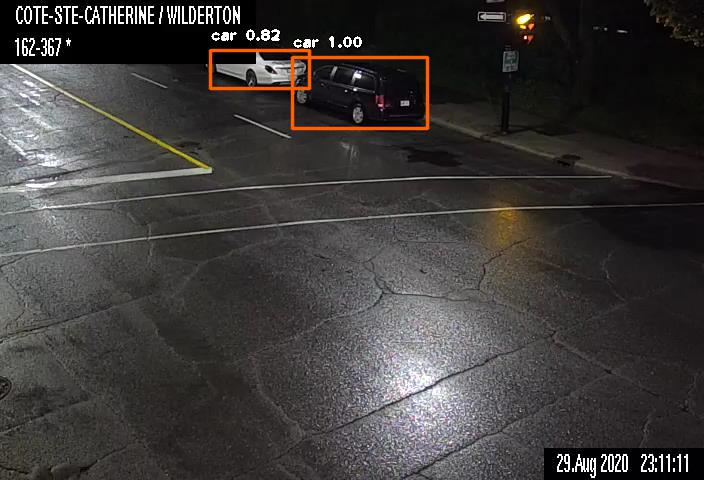 COTE-STE-CATHERINE / WILDERTON
162-367 *
car 0.82
car 1.00
29.Aug 2020 23:11:11